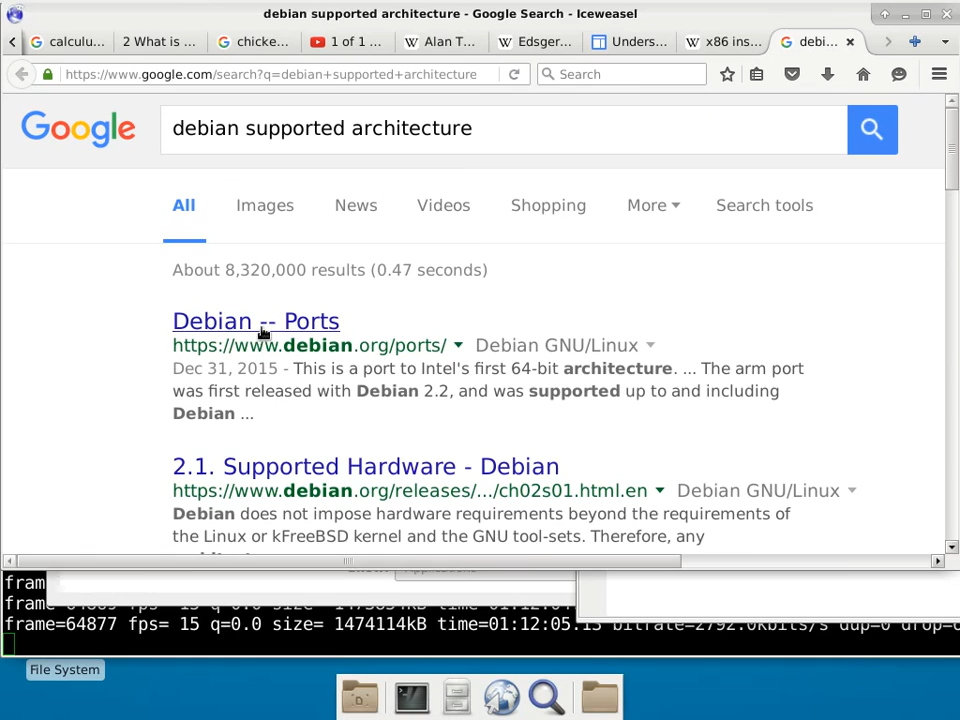 debian supported architecture - Google Search - Iceweasel
calculu...
2 What is ...
chicke...
1 of 1 ...
Alan T...
Edsger...
Unders...
x86 ins...
debi...
https://www.google.com/search?q=debian+supported+architecture
Search
Google
debian supported architecture
All Images News Videos Shopping More Search tools
About 8,320,000 results (0.47 seconds)
Debian -- Ports
https://www.debian.org/ports/ Debian GNU/Linux
Dec 31, 2015 - This is a port to Intel's first 64-bit architecture. ... The arm port
was first released with Debian 2.2, and was supported up to and including
Debian ...
2.1. Supported Hardware - Debian
https://www.debian.org/releases/.../ch02s01.html.en Debian GNU/Linux
Debian does not impose hardware requirements beyond the requirements of
the Linux or kFreeBSD kernel and the GNU tool-sets. Therefore, any
fram
frame=64877 fps= 15 q=0.0 size= 1474114kB time=01:12:05.13 bitrate=2792.0kbits/s dup=0 drop=
File System